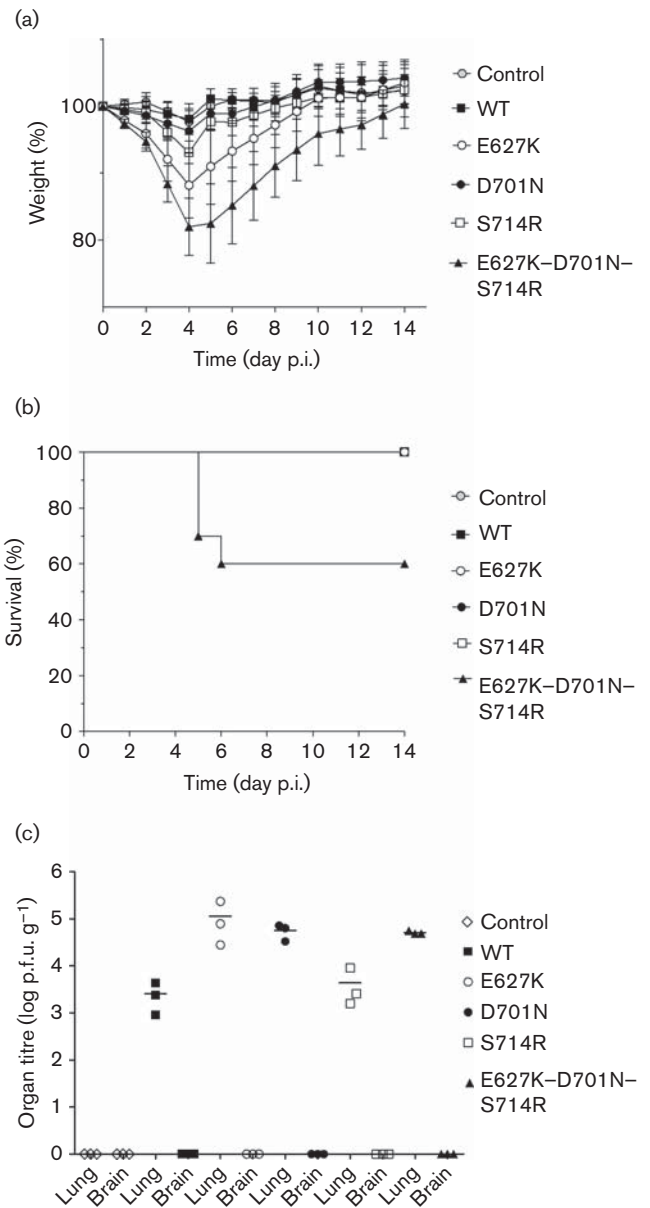 (a)
100
80
Weight (%)
0 2 4 6 8 10 12 14
Time (day p.i.)
Control
WT
E627K
D701N
S714R
E627K–D701N–
S714R
(b)
100
80
60
40
20
0
Survival (%)
0 2 4 6 8 10 12 14
Time (day p.i.)
Control
WT
E627K
D701N
S714R
E627K–D701N–
S714R
(c)
6
5
4
3
2
1
0
Organ titre (log p.f.u. g⁻¹)
Lung Brain Lung Brain Lung Brain Lung Brain Lung Brain Lung Brain
Control
WT
E627K
D701N
S714R
E627K–D701N–
S714R